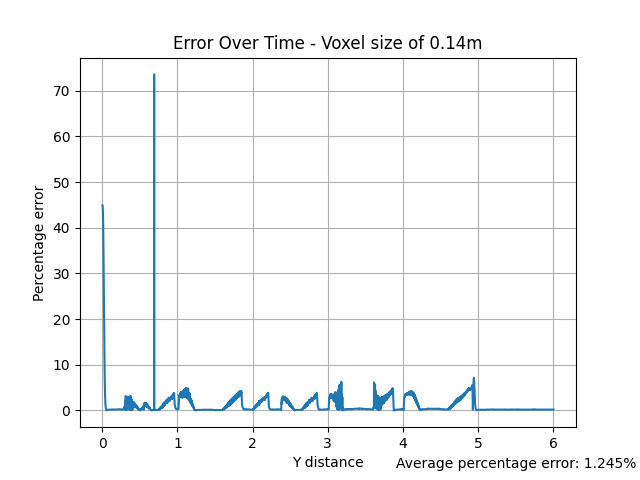 Error Over Time - Voxel size of 0.14m
Percentage error
70
60
50
40
30
20
10
0
0 1 2 3 4 5 6
Y distance
Average percentage error: 1.245%